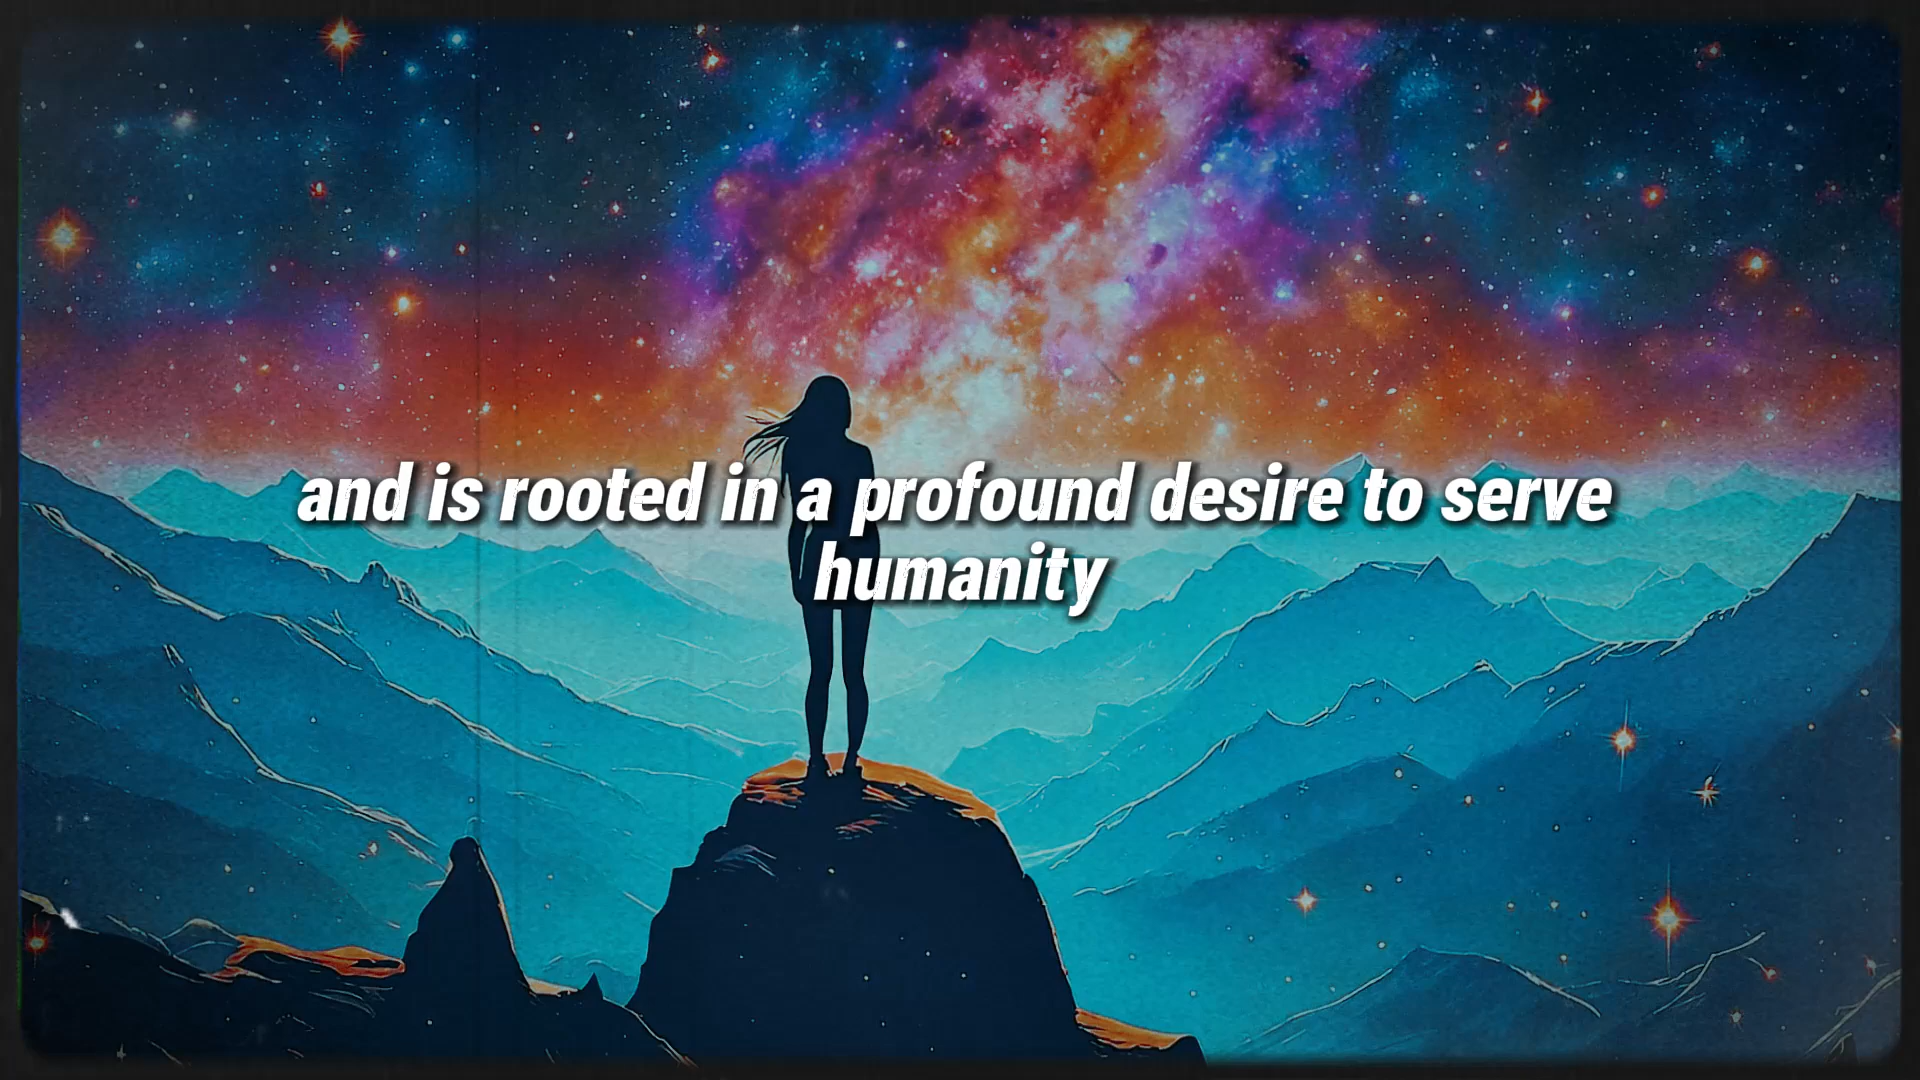 and is rooted in a profound desire to serve
humanity